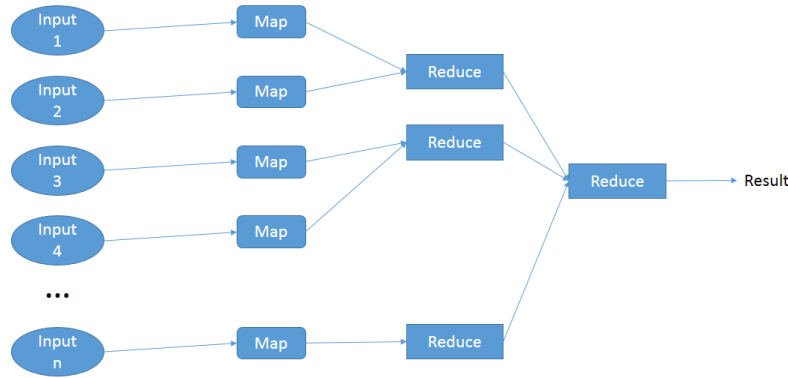 Input
1
Map
Reduce
Input
2
Map
Input
3
Map
Reduce
Reduce
Result
Input
4
Map
...
Input
n
Map
Reduce